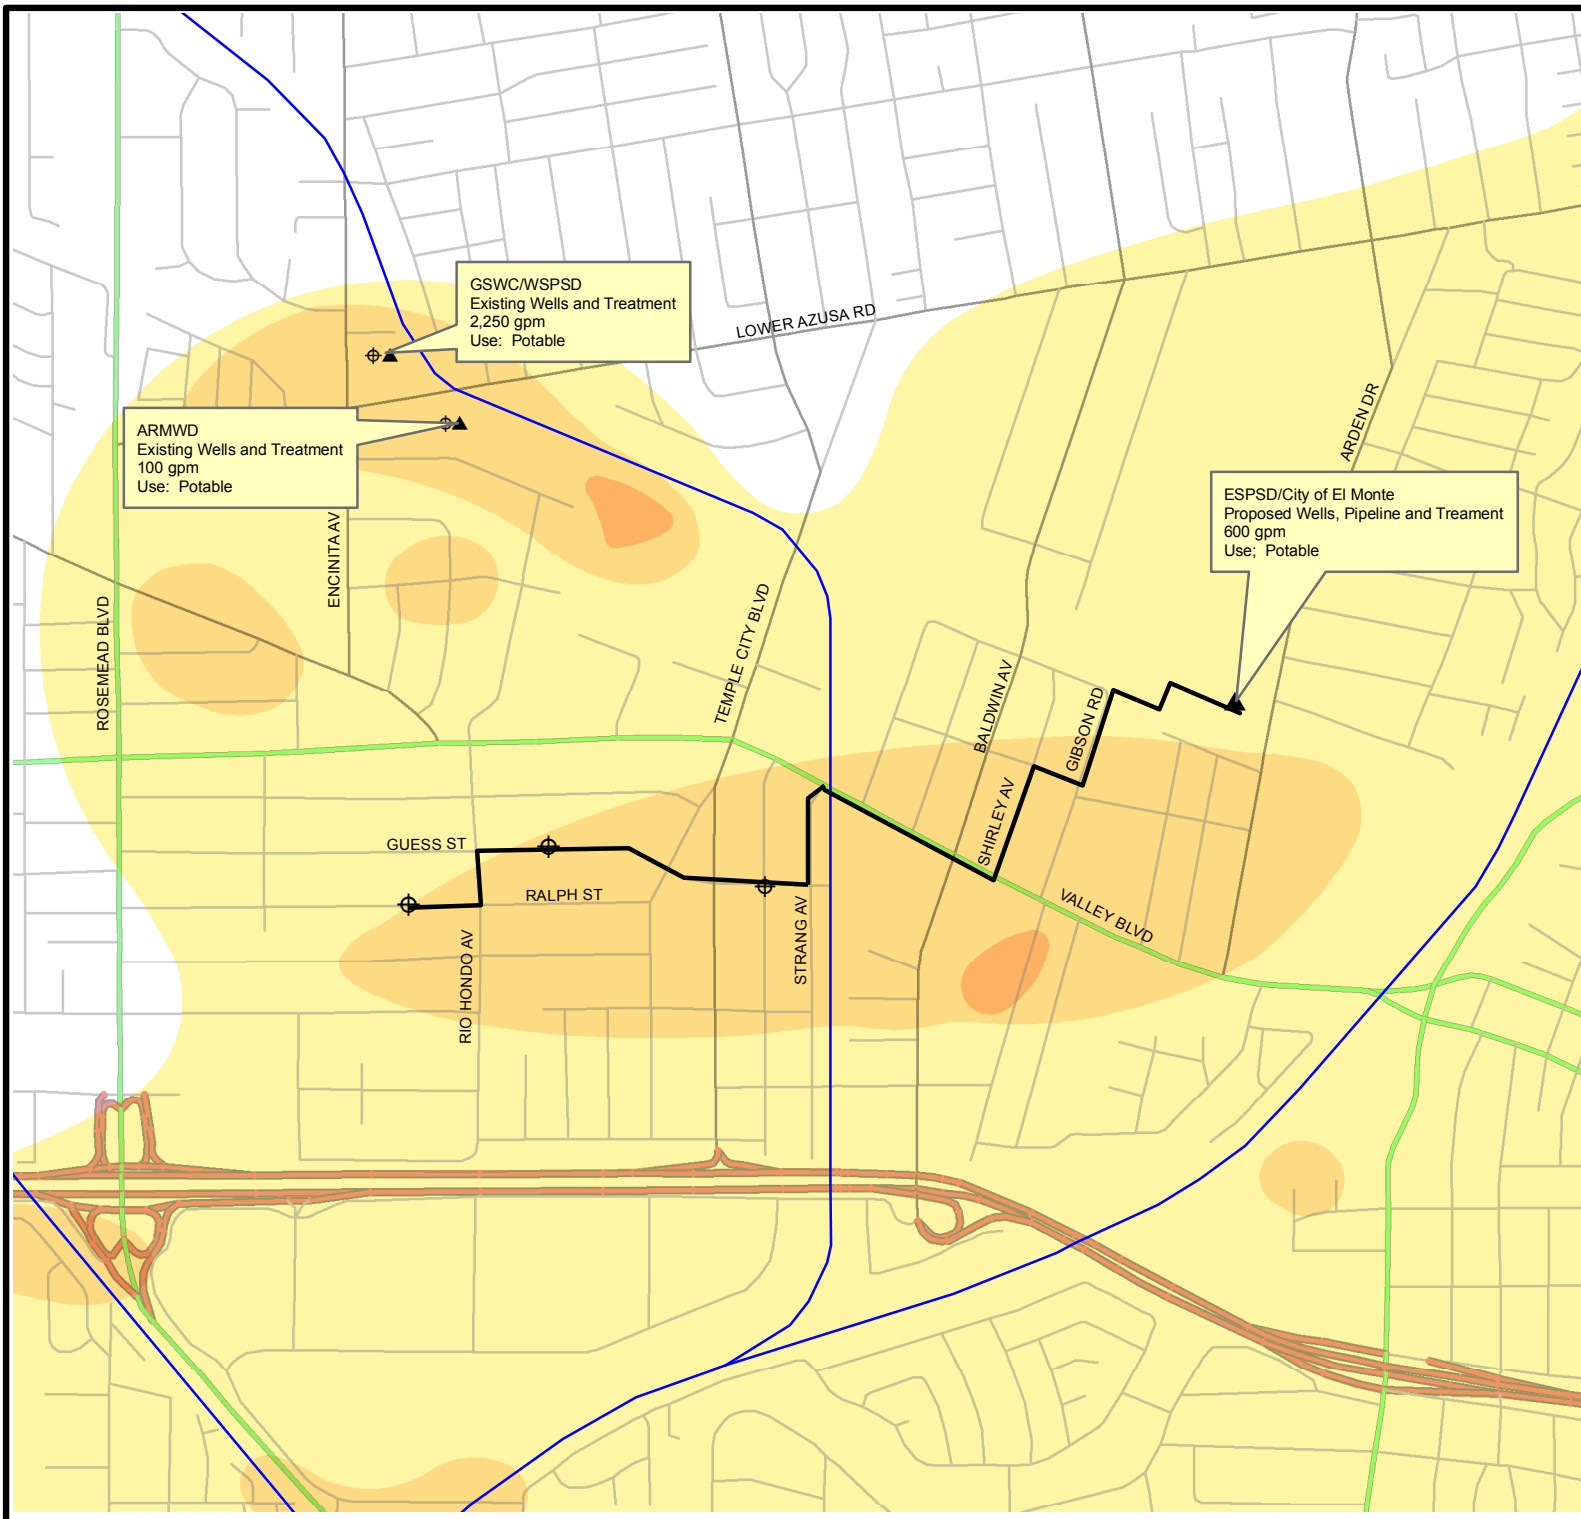 GSWC/WSPSD
Existing Wells and Treatment
2,250 gpm
Use:  Potable
LOWER AZUSA RD
ARMWD
Existing Wells and Treatment
100 gpm
Use:  Potable
ARDEN DR
ESPSD/City of El Monte
Proposed Wells, Pipeline and Treament
600 gpm
Use;  Potable
ENCINITA AV
ROSEMEAD BLVD
TEMPLE CITY BLVD
BALDWIN AV
GIBSON RD
SHIRLEY AV
GUESS ST
RALPH ST
VALLEY BLVD
STRANG AV
RIO HONDO AV